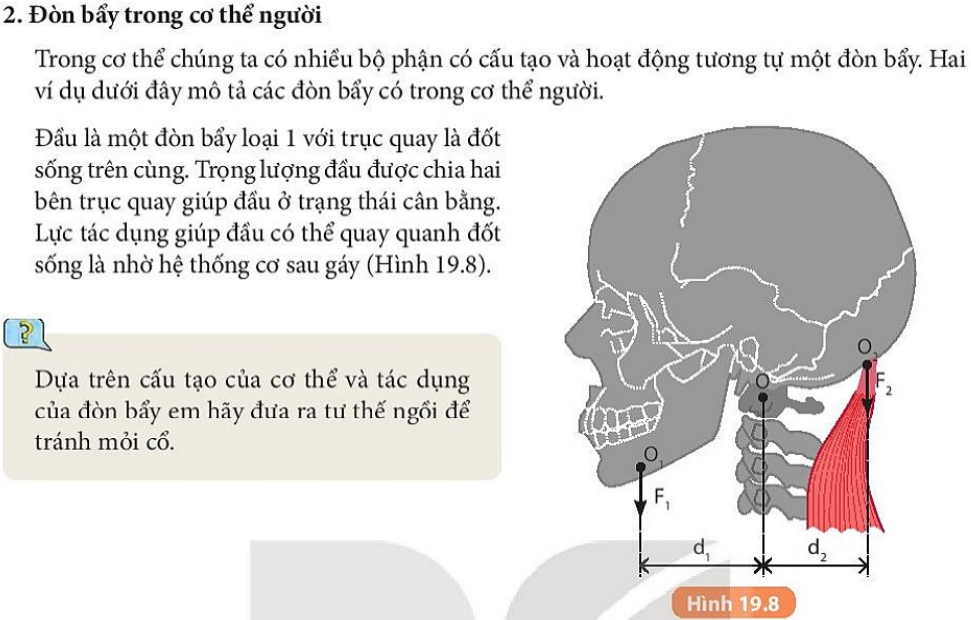 2. Đòn bẩy trong cơ thể người
Trong cơ thể chúng ta có nhiều bộ phận có cấu tạo và hoạt động tương tự một đòn bẩy. Hai
ví dụ dưới đây mô tả các đòn bẩy có trong cơ thể người.
Đầu là một đòn bẩy loại 1 với trục quay là đốt
sống trên cùng. Trọng lượng đầu được chia hai
bên trục quay giúp đầu ở trạng thái cân bằng.
Lực tác dụng giúp đầu có thể quay quanh đốt
sống là nhờ hệ thống cơ sau gáy (Hình 19.8).
?
Dựa trên cấu tạo của cơ thể và tác dụng
của đòn bẩy em hãy đưa ra tư thế ngồi để
tránh mỏi cổ.
O₂
F₂
O
O₁
F₁
d₁ d₂
Hình 19.8